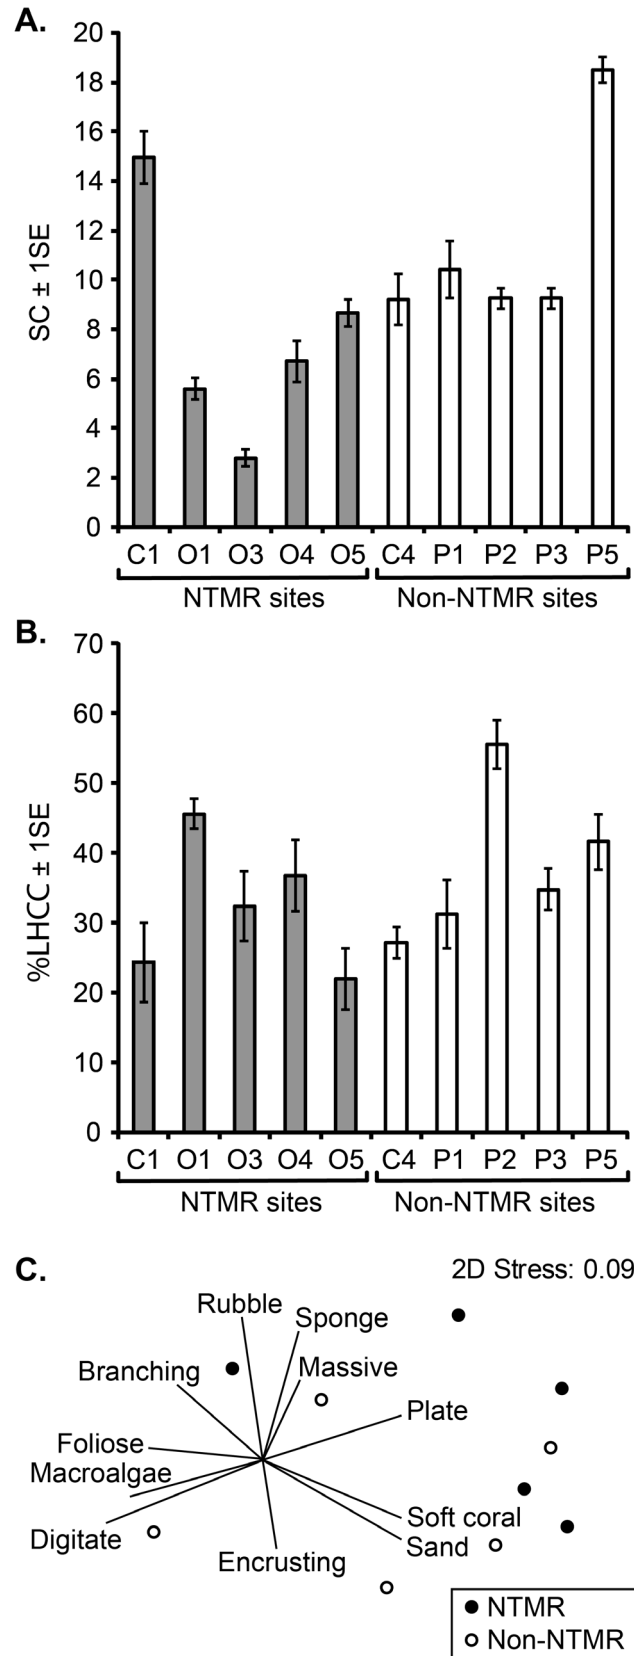 A.
SC ± 1SE
20
18
16
14
12
10
8
6
4
2
0
C1 O1 O3 O4 O5 C4 P1 P2 P3 P5
NTMR sites Non-NTMR sites
B.
%LHCC ± 1SE
70
60
50
40
30
20
10
0
C1 O1 O3 O4 O5 C4 P1 P2 P3 P5
NTMR sites Non-NTMR sites
C.
2D Stress: 0.09
Rubble
Sponge
Branching
Massive
Plate
Foliose
Macroalgae
Digitate
Soft coral
Sand
Encrusting
NTMR
Non-NTMR